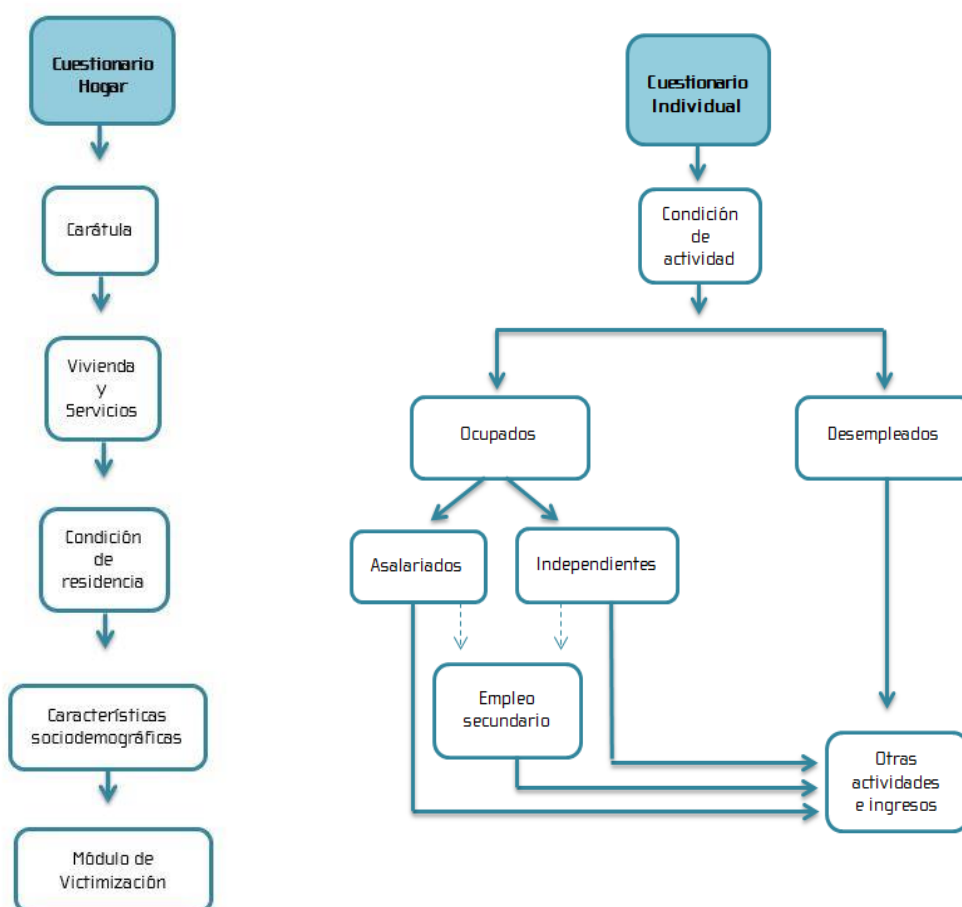 Cuestionario
Hogar
Carátula
Vivienda
y
Servicios
Condición
de
residencia
Características
sociodemográficas
Módulo de
Victimización
Cuestionario
Individual
Condición
de
actividad
Ocupados
Desempleados
Asalariados
Independientes
Empleo
secundario
Otras
actividades
e ingresos